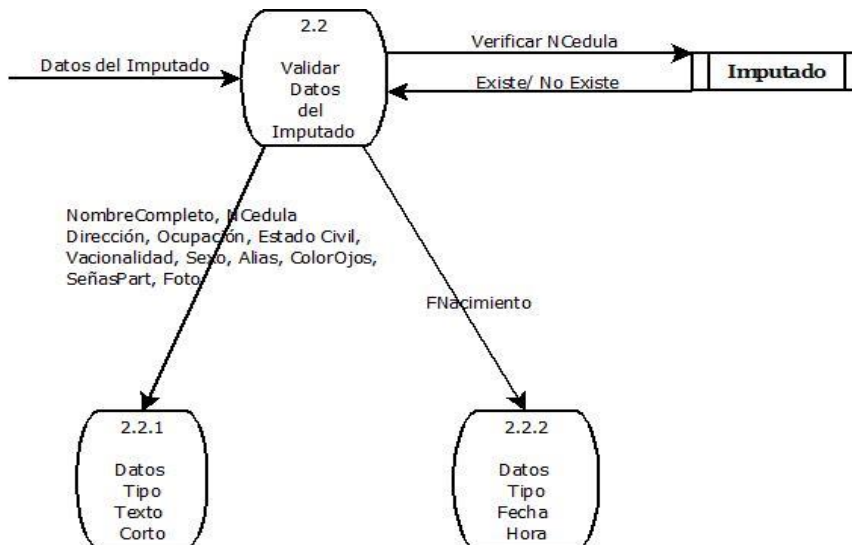 2.2
Validar
Datos
del
Imputado
Datos del Imputado
Verificar NCedula
Existe/ No Existe
Imputado
NombreCompleto, NCedula
Dirección, Ocupación, Estado Civil,
Vacionalidad, Sexo, Alias, ColorOjos,
SeñasPart, Foto
FNacimiento
2.2.1
Datos
Tipo
Texto
Corto
2.2.2
Datos
Tipo
Fecha
Hora